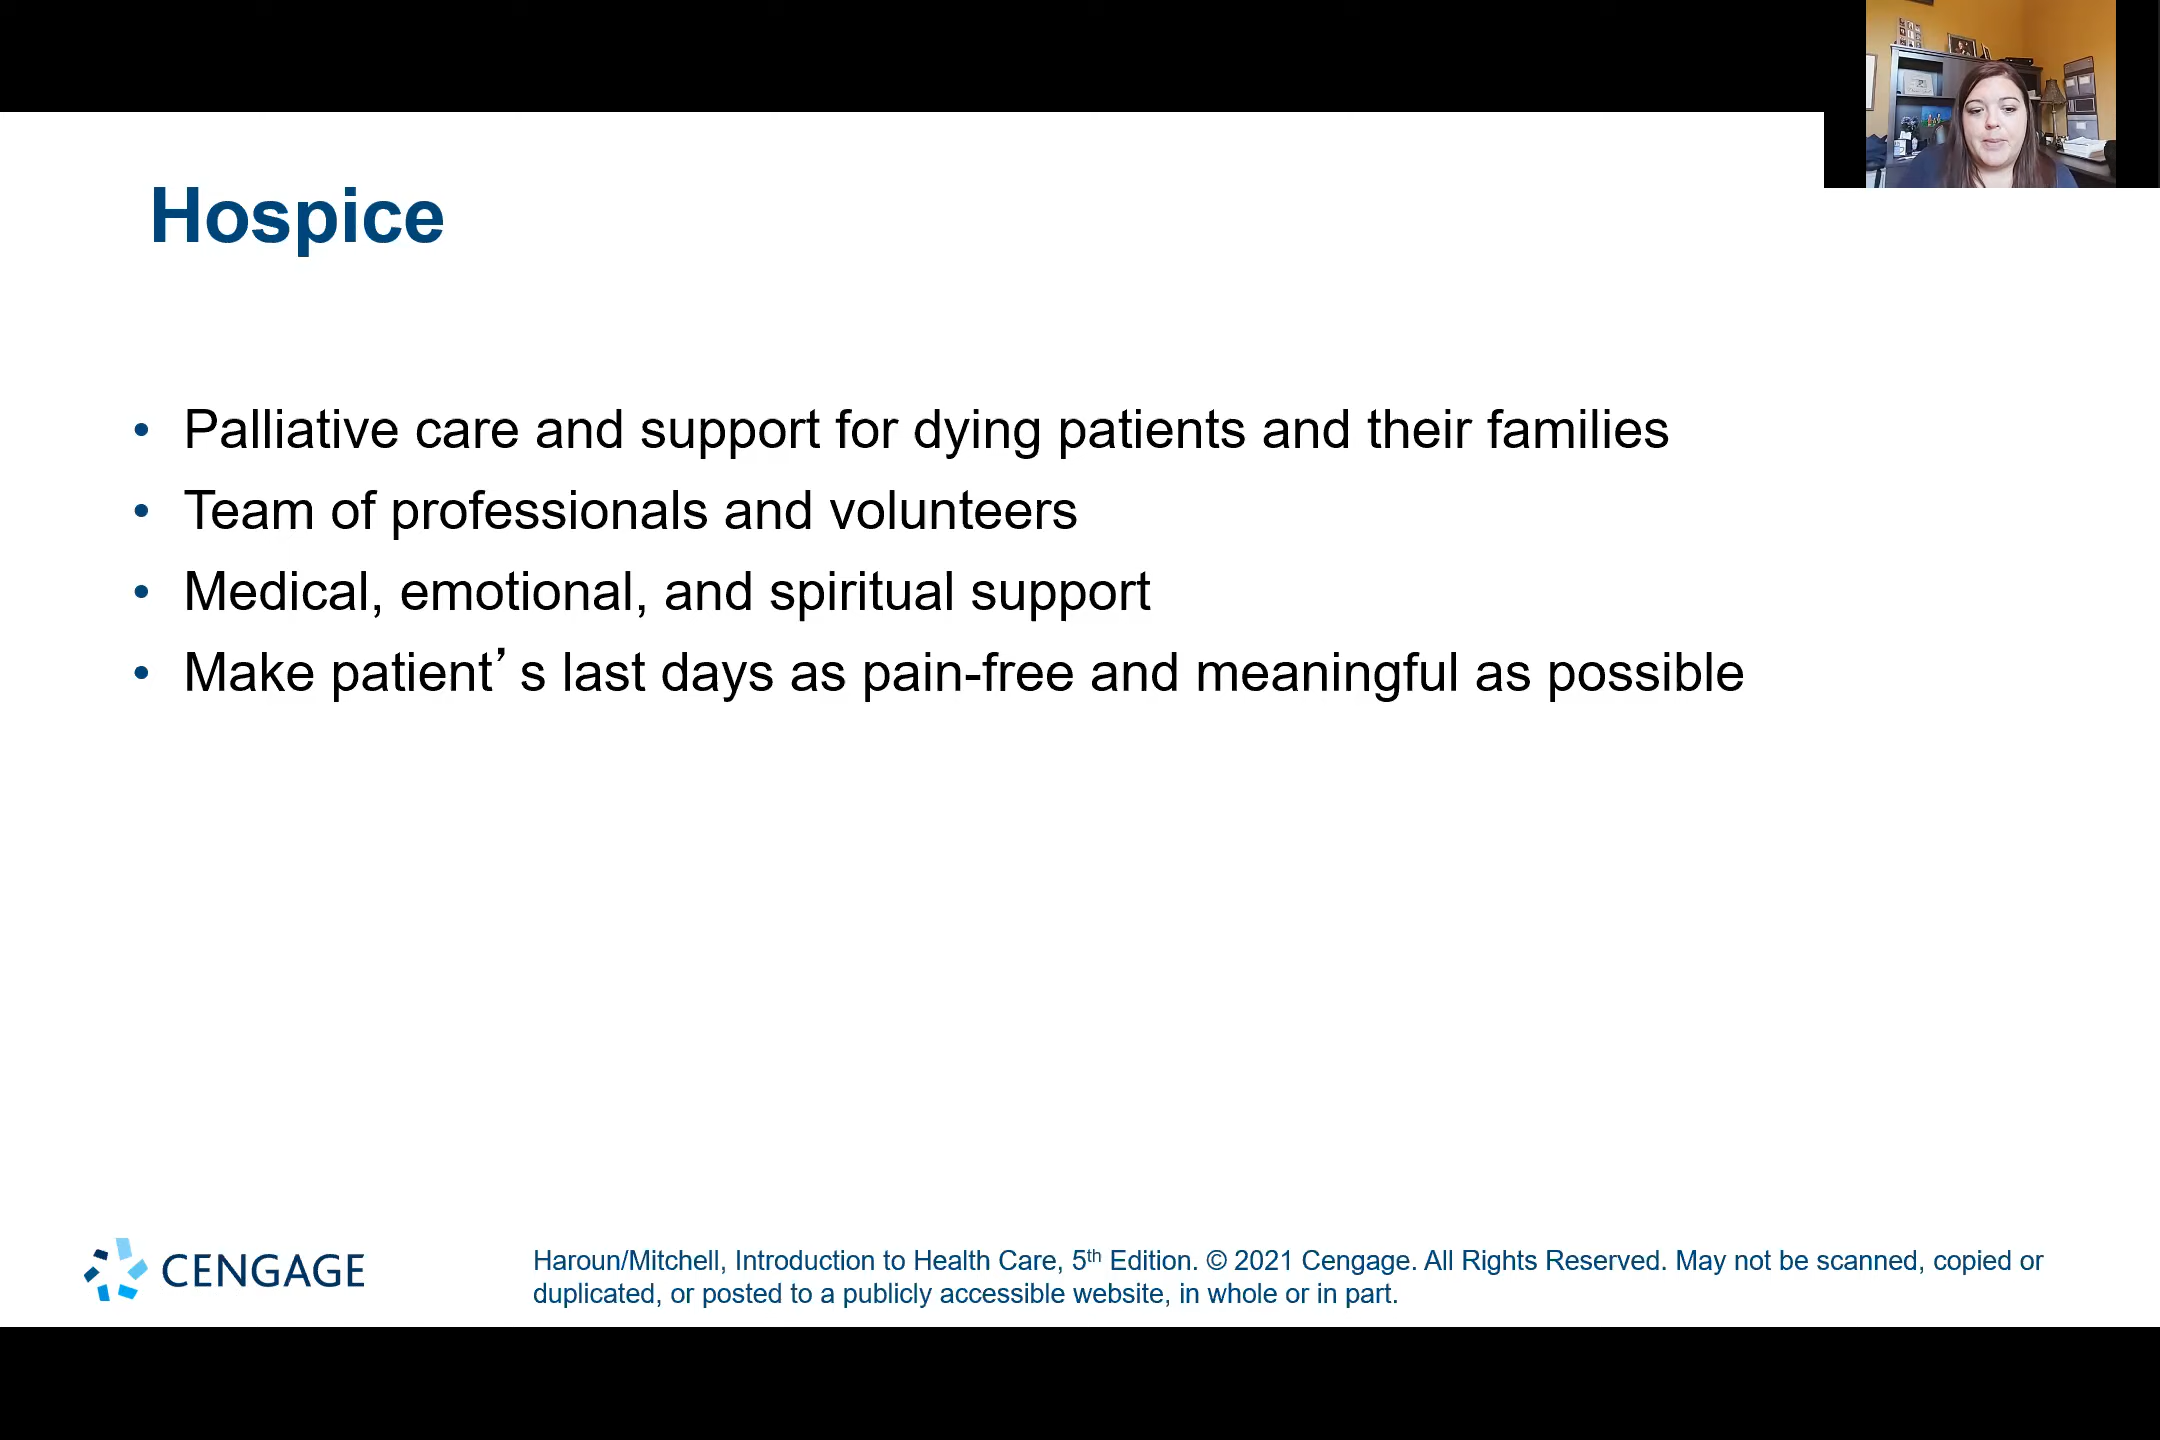 Hospice
• Palliative care and support for dying patients and their families
• Team of professionals and volunteers
• Medical, emotional, and spiritual support
• Make patient’ s last days as pain-free and meaningful as possible
CENGAGE
Haroun/Mitchell, Introduction to Health Care, 5th Edition. © 2021 Cengage. All Rights Reserved. May not be scanned, copied or
duplicated, or posted to a publicly accessible website, in whole or in part.